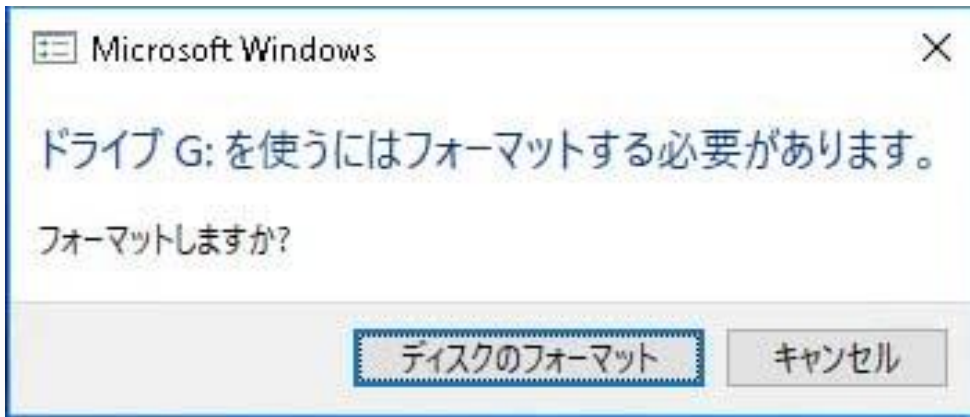 Microsoft Windows
ドライブ G: を使うにはフォーマットする必要があります。
フォーマットしますか?
ディスクのフォーマット
キャンセル